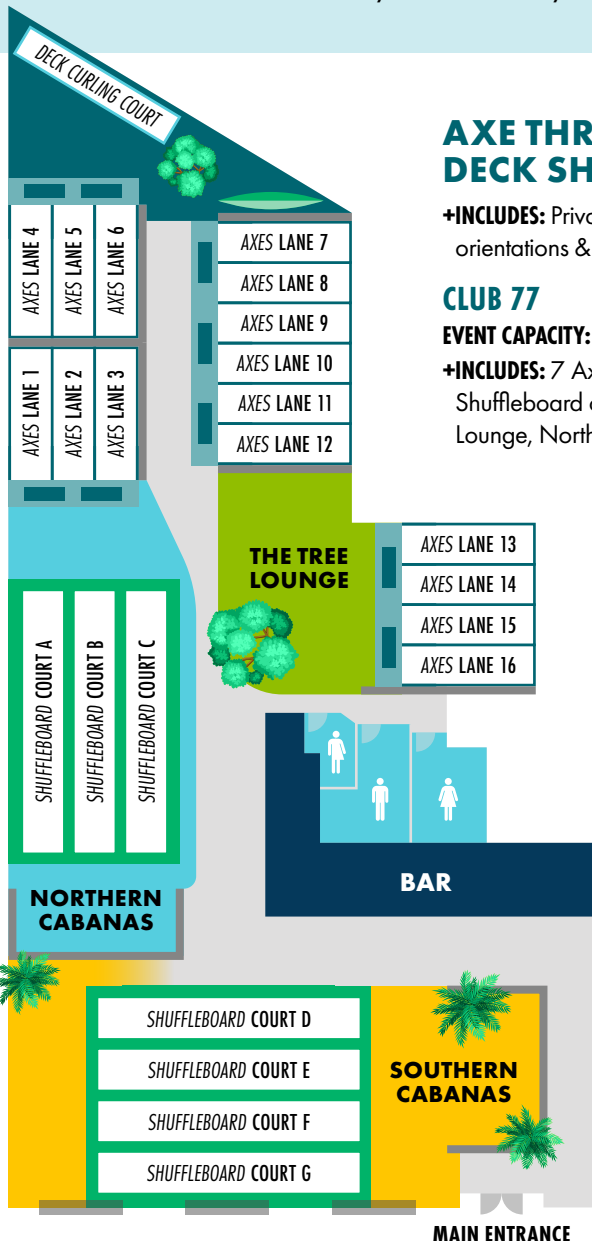 DECK CURLING COURT
AXE THR
DECK SH
+INCLUDES: Priva
orientations &
CLUB 77
EVENT CAPACITY:
+INCLUDES: 7 Ax
Shuffleboard
Lounge, North
AXES LANE 4
AXES LANE 5
AXES LANE 6
AXES LANE 7
AXES LANE 8
AXES LANE 9
AXES LANE 10
AXES LANE 11
AXES LANE 12
AXES LANE 1
AXES LANE 2
AXES LANE 3
THE TREE
LOUNGE
AXES LANE 13
AXES LANE 14
AXES LANE 15
AXES LANE 16
SHUFFLEBOARD COURT A
SHUFFLEBOARD COURT B
SHUFFLEBOARD COURT C
BAR
NORTHERN
CABANAS
SHUFFLEBOARD COURT D
SHUFFLEBOARD COURT E
SHUFFLEBOARD COURT F
SHUFFLEBOARD COURT G
SOUTHERN
CABANAS
MAIN ENTRANCE